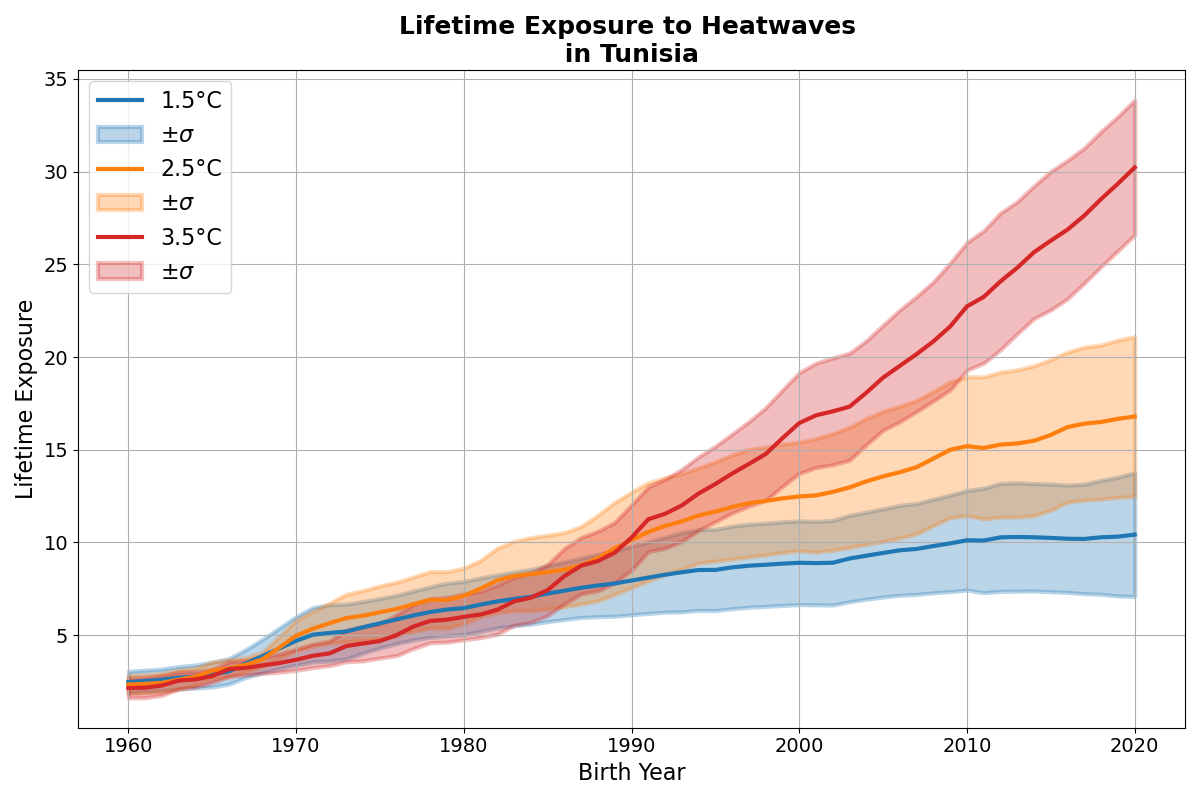 Lifetime Exposure to Heatwaves
in Tunisia
35
30
25
20
15
10
5
Lifetime Exposure
1.5°C
±σ
2.5°C
±σ
3.5°C
±σ
1960 1970 1980 1990 2000 2010 2020
Birth Year